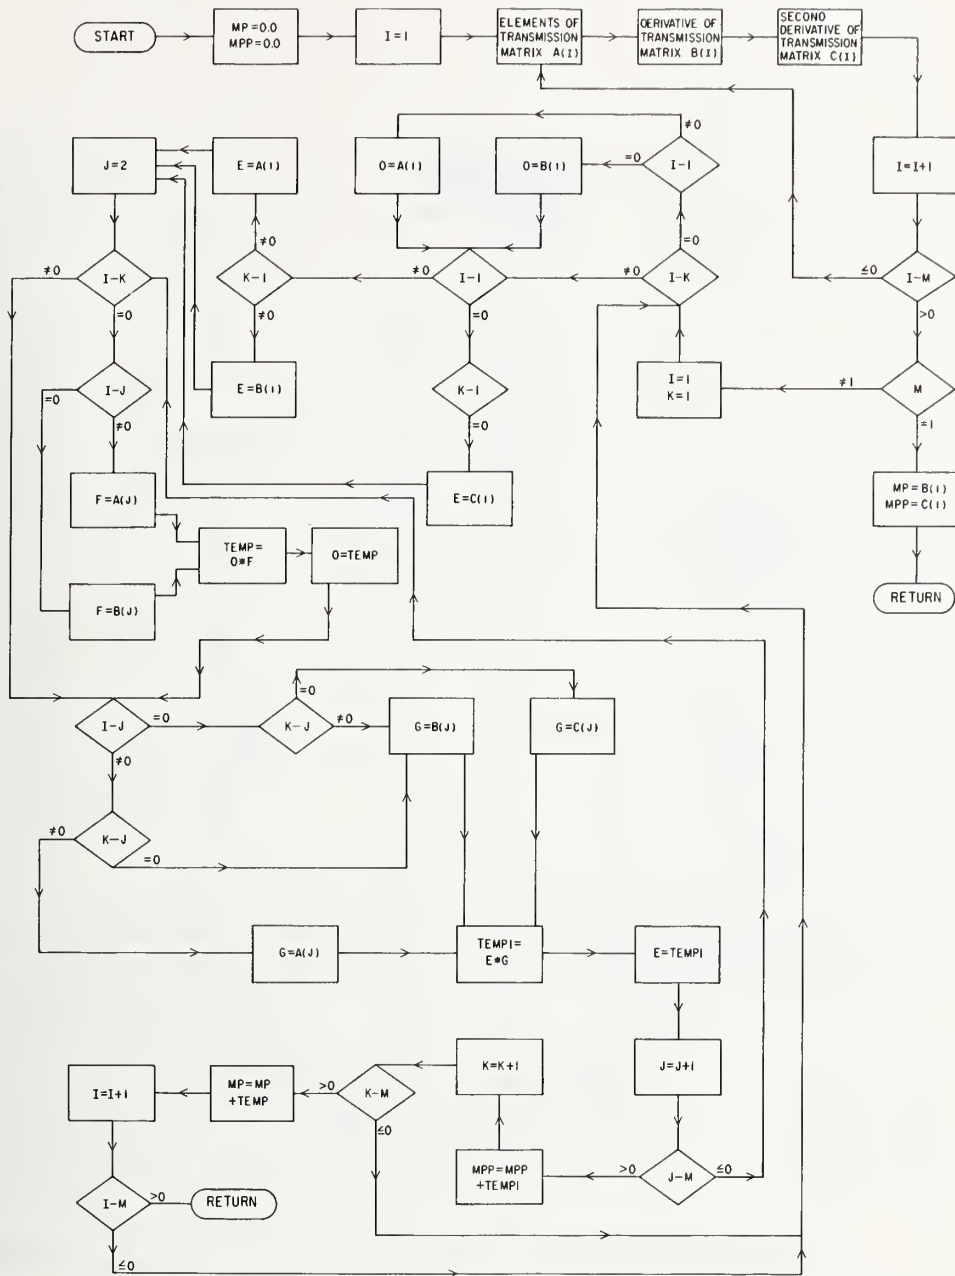 START
MP=0.0
MPP=0.0
I=1
ELEMENTS OF
TRANSMISSION
MATRIX A(I)
DERIVATIVE OF
TRANSMISSION
MATRIX B(I)
SECOND
DERIVATIVE OF
TRANSMISSION
MATRIX C(I)
≠0
J=2
E=A(1)
O=A(1)
O=B(1)
=0
I-1
I=I+1
≠0
=0
≠0
I-K
K-1
≠0
I-1
≠0
I-K
≤0
I-M
=0
≠0
=0
>0
I-J
=0
≠0
E=B(1)
K-1
I=1
K=1
≠1
M
=0
=1
F=A(J)
E=C(1)
MP=B(1)
MPP=C(1)
TEMP=
O*F
O=TEMP
F=B(J)
RETURN
=0
I-J
=0
K-J
≠0
G=B(J)
G=C(J)
≠0
≠0
K-J
=0
G=A(J)
TEMP1=
E*G
E=TEMP1
J=J+1
K=K+1
I=I+1
MP=MP
+TEMP
>0
K-M
≤0
MPP=MPP
+TEMP1
>0
J-M
≤0
I-M
>0
RETURN
≤0